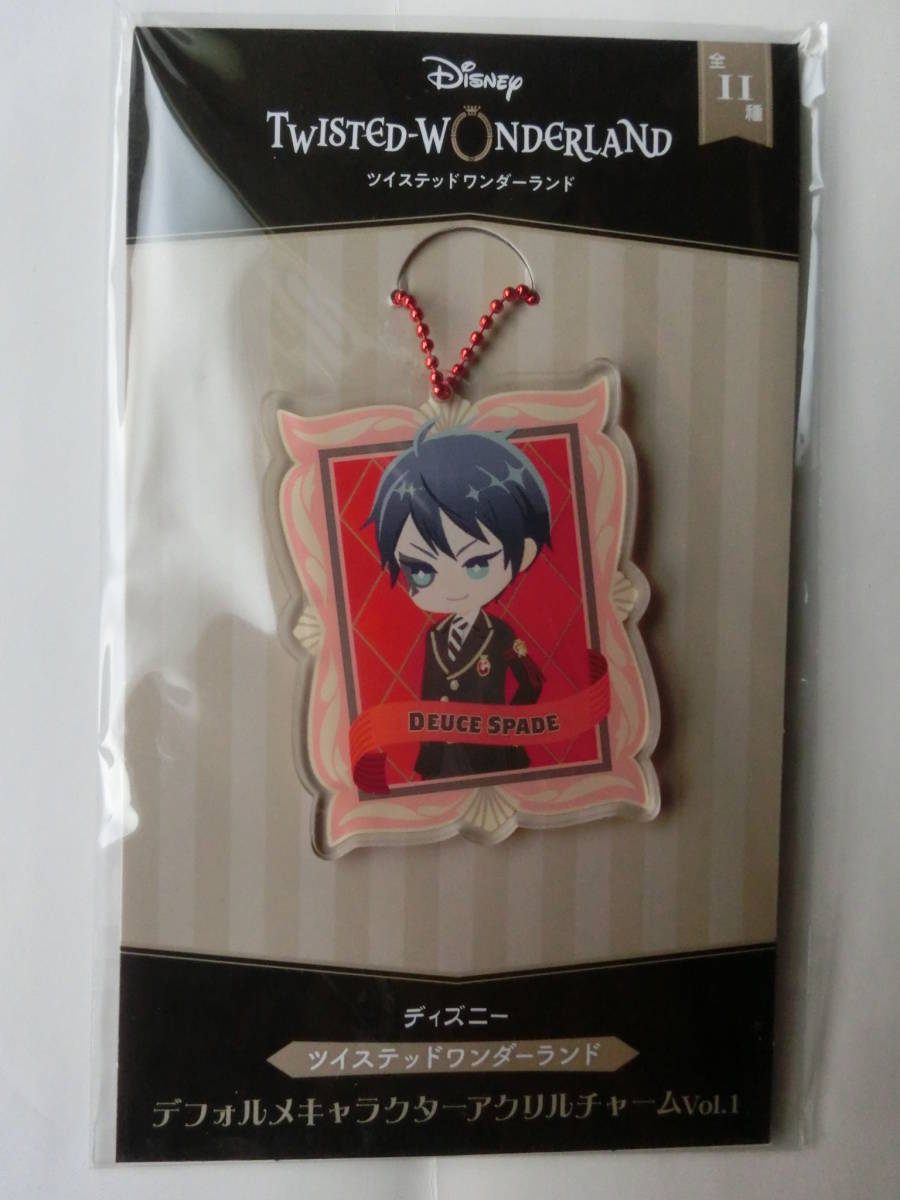 Disney
TWISTED-WONDERLAND
ツイステッドワンダーランド
全
11
種
DEUCE SPADE
ディズニー
ツイステッドワンダーランド
デフォルメキャラクターアクリルチャームVol.1